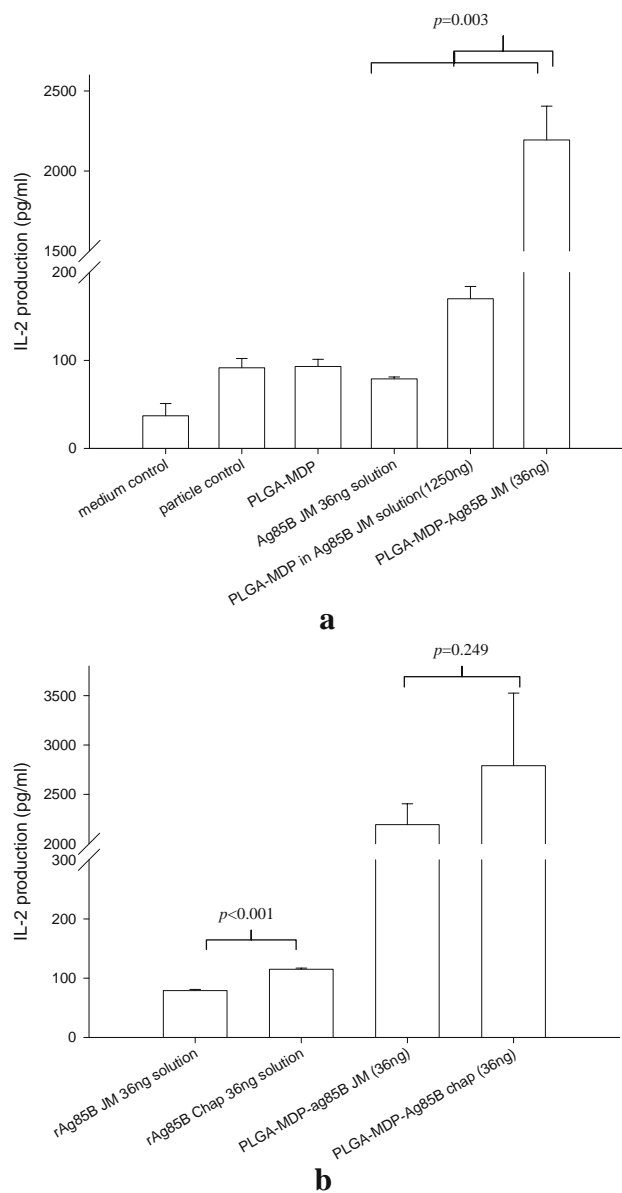 p=0.003
2500
2000
1500
200
100
0
IL-2 production (pg/ml)
medium control
particle control
PLGA-MDP
Ag85B JM 36ng solution
PLGA-MDP in Ag85B JM solution(1250ng)
PLGA-MDP-Ag85B JM (36ng)
a
p=0.249
3500
3000
2500
2000
300
200
100
0
IL-2 production (pg/ml)
p<0.001
rAg85B JM 36ng solution
rAg85B Chap 36ng solution
PLGA-MDP-ag85B JM (36ng)
PLGA-MDP-Ag85B chap (36ng)
b